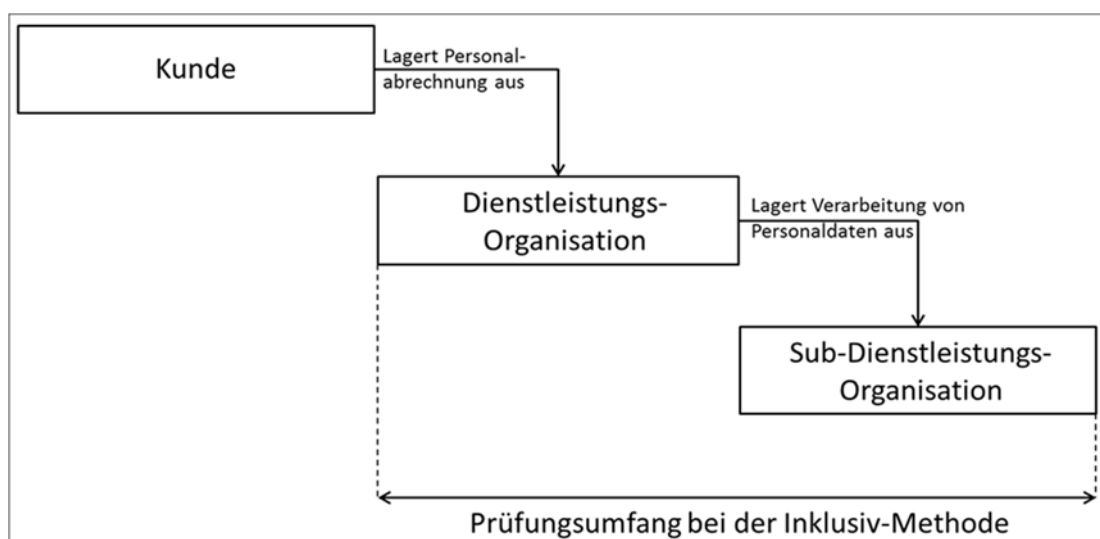 Kunde
Lagert Personal-
abrechnung aus
Dienstleistungs-
Organisation
Lagert Verarbeitung von
Personaldaten aus
Sub-Dienstleistungs-
Organisation
Prüfungsumfang bei der Inklusiv-Methode